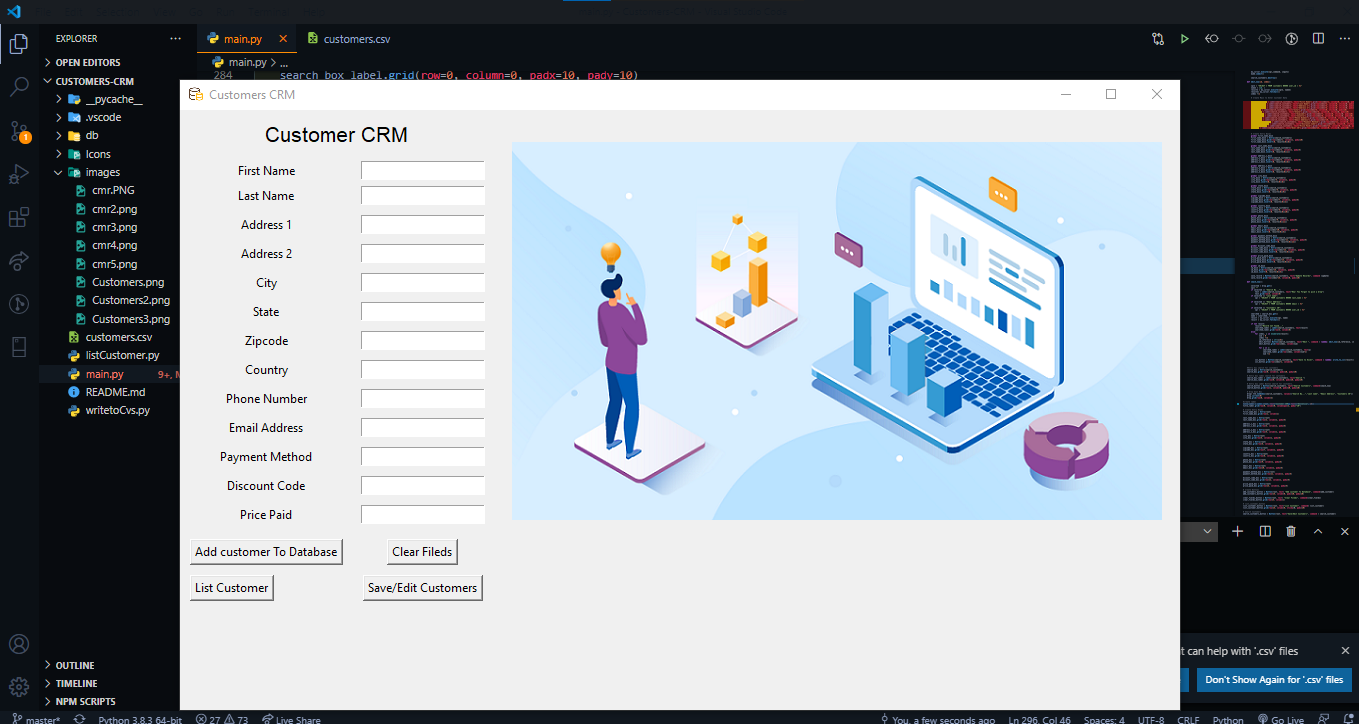 EXPLORER
main.py
customers.csv
OPEN EDITORS
main.py > ...
CUSTOMERS-CRM
284 search_box_label.grid(row=0, column=0, padx=10, pady=10)
__pycache__
.vscode
db
Icons
images
cmr.PNG
cmr2.png
cmr3.png
cmr4.png
cmr5.png
Customers.png
Customers2.png
Customers3.png
customers.csv
listCustomer.py
main.py 9+,
README.md
writetoCvs.py
OUTLINE
TIMELINE
NPM SCRIPTS
1
Customers CRM
Customer CRM
First Name
Last Name
Address 1
Address 2
City
State
Zipcode
Country
Phone Number
Email Address
Payment Method
Discount Code
Price Paid
Add customer To Database
Clear Fileds
List Customer
Save/Edit Customers
can help with '.csv' files
Don't Show Again for '.csv' files
master* Python 3.8.3 64-bit 27 73 Live Share
You, a few seconds ago Ln 296, Col 46 Spaces: 4 UTF-8 CRLF Python Go Live